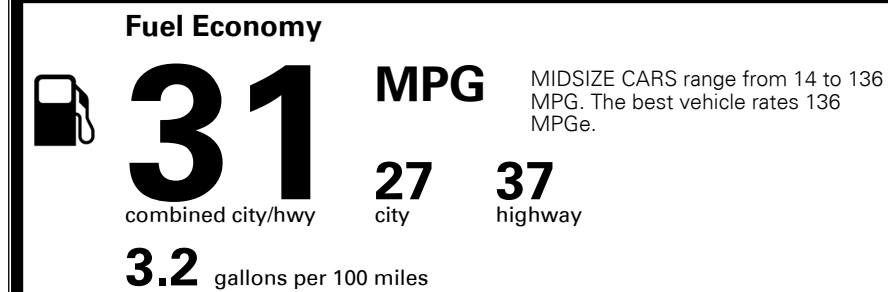 Fuel Economy
31
MPG
MIDSIZE CARS range from 14 to 136
MPG. The best vehicle rates 136
MPGe.
combined city/hwy
27
city
37
highway
3.2 gallons per 100 miles